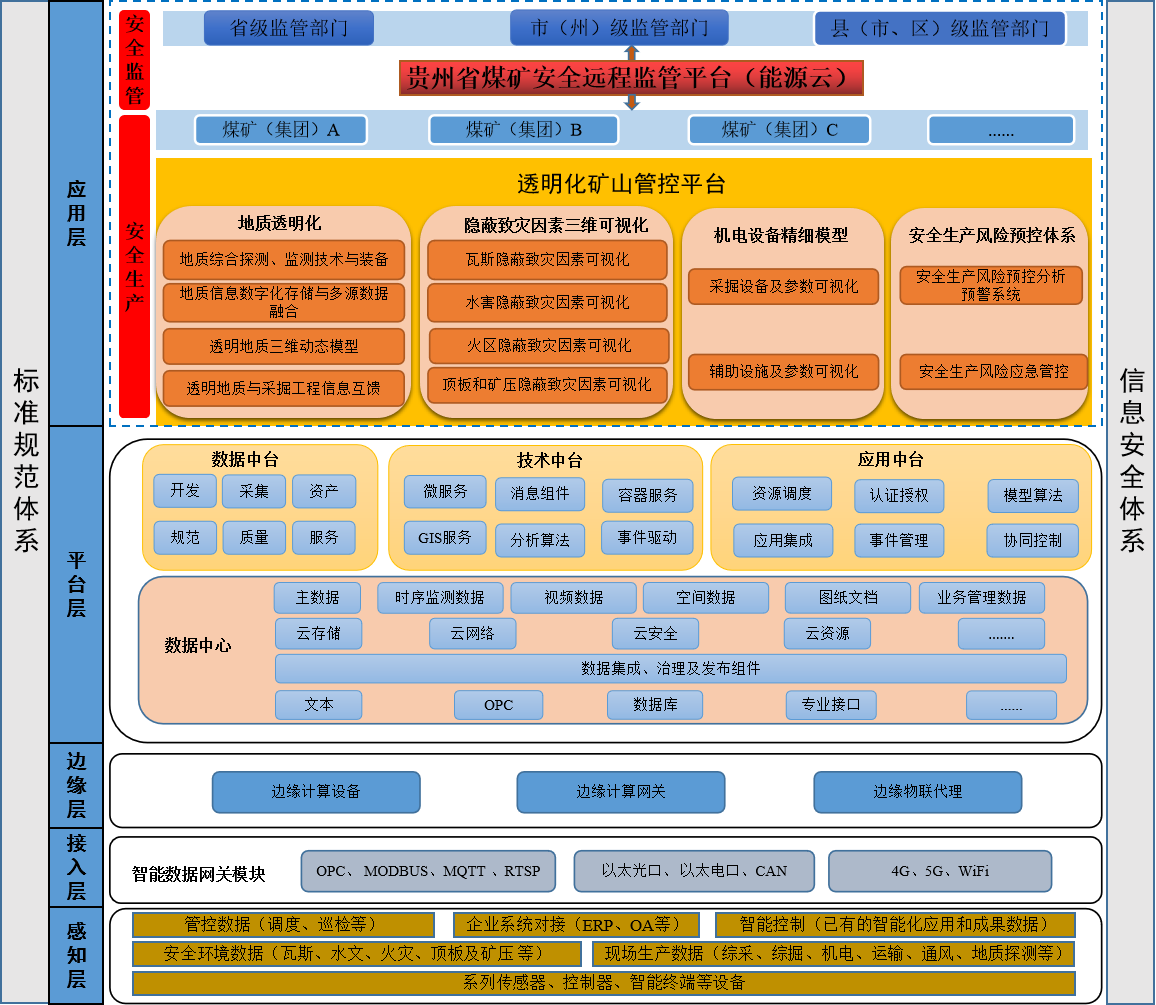 标准规范体系
应用层
安全监管
省级监管部门
市（州）级监管部门
县（市、区）级监管部门
贵州省煤矿安全远程监管平台（能源云）
安全生产
煤矿（集团）A
煤矿（集团）B
煤矿（集团）C
......
透明化矿山管控平台
地质透明化
地质综合探测、监测技术与装备
地质信息数字化存储与多源数据
融合
透明地质三维动态模型
透明地质与采掘工程信息互馈
隐蔽致灾因素三维可视化
瓦斯隐蔽致灾因素可视化
水害隐蔽致灾因素可视化
火区隐蔽致灾因素可视化
顶板和矿压隐蔽致灾因素可视化
机电设备精细模型
采掘设备及参数可视化
辅助设施及参数可视化
安全生产风险预控体系
安全生产风险预控分析
预警系统
安全生产风险应急管控
平台层
数据中台
开发
采集
资产
规范
质量
服务
技术中台
微服务
消息组件
容器服务
GIS服务
分析算法
事件驱动
应用中台
资源调度
认证授权
模型算法
应用集成
事件管理
协同控制
数据中心
主数据
时序监测数据
视频数据
空间数据
图纸文档
业务管理数据
云存储
云网络
云安全
云资源
.......
数据集成、治理及发布组件
文本
OPC
数据库
专业接口
......
边缘层
边缘计算设备
边缘计算网关
边缘物联代理
接入层
智能数据网关模块
OPC、 MODBUS、MQTT 、RTSP
以太光口、以太电口、CAN
4G、5G、WiFi
感知层
管控数据（调度、巡检等）
企业系统对接（ERP、OA等）
智能控制（已有的智能化应用和成果数据）
安全环境数据（瓦斯、水文、火灾、顶板及矿压 等）
现场生产数据（综采、综掘、机电、运输、通风、地质探测等）
系列传感器、控制器、智能终端等设备
信息安全体系